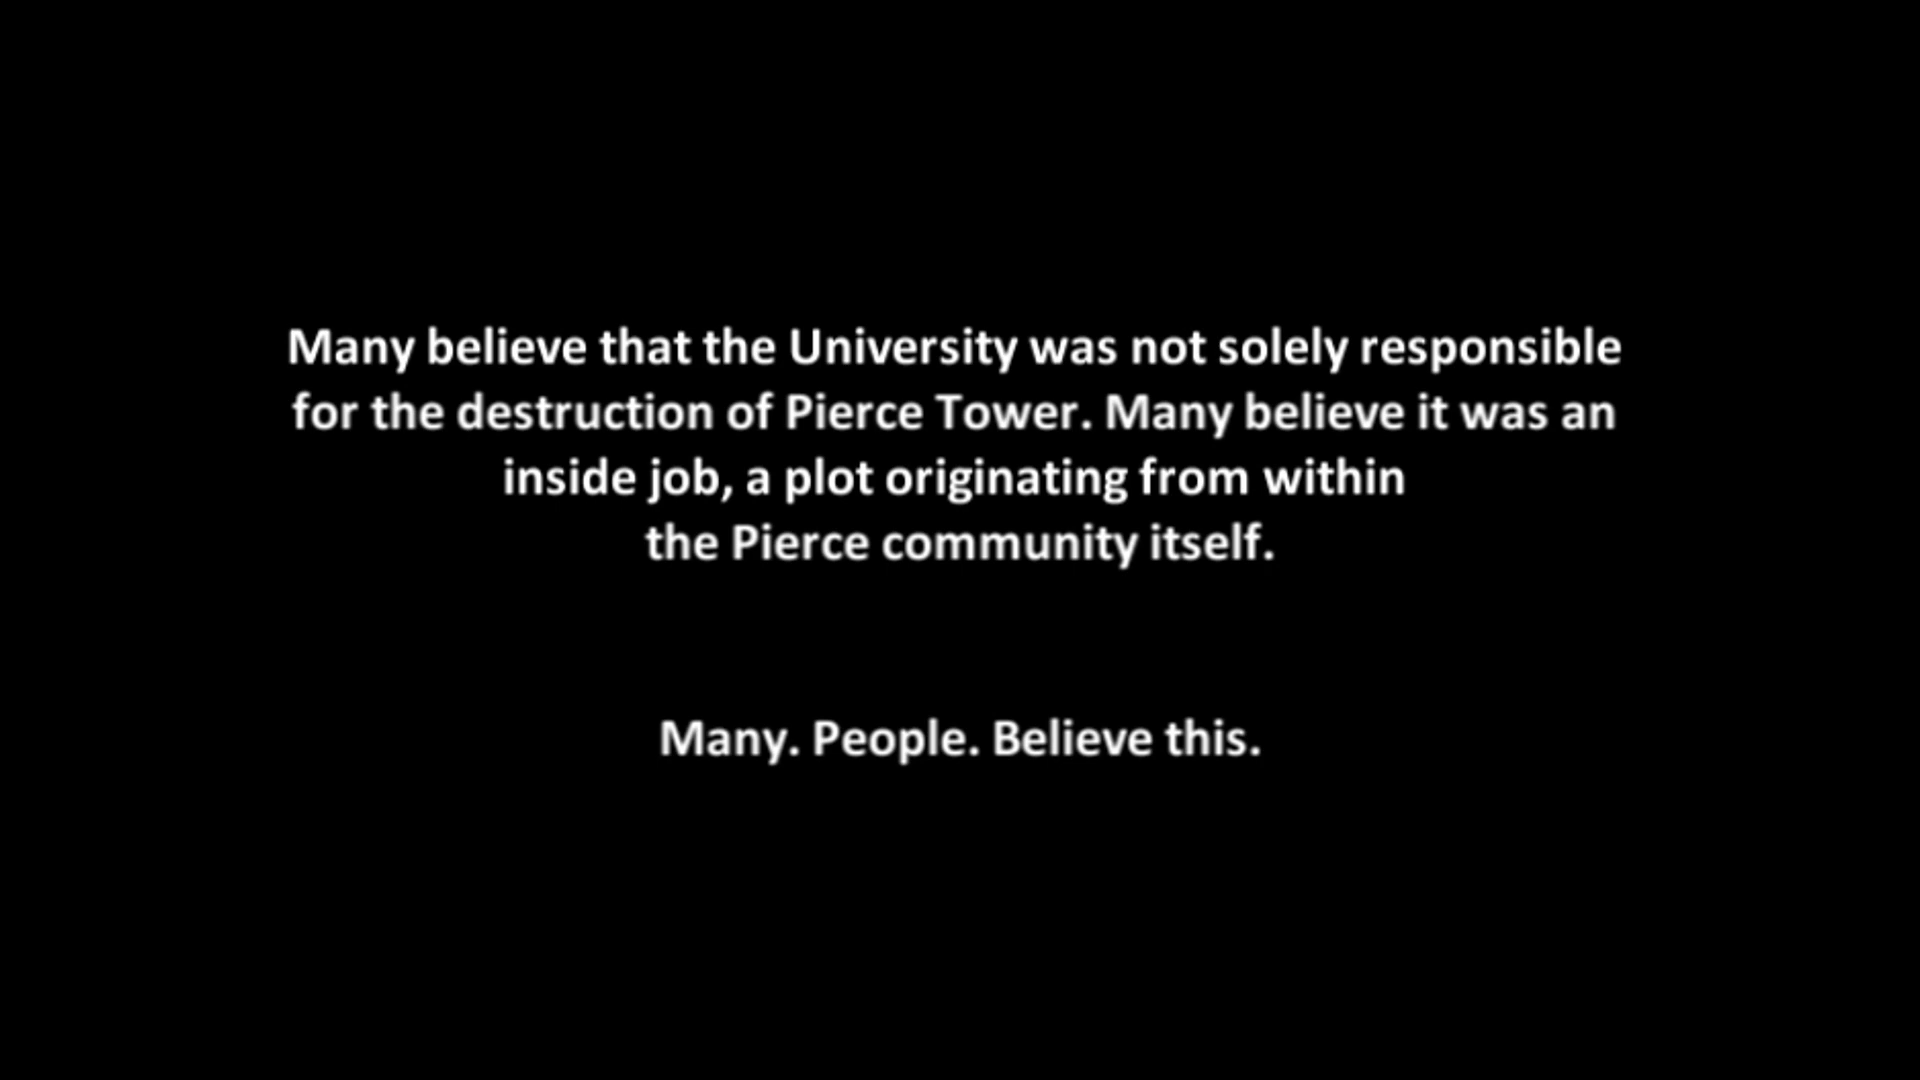 Many believe that the University was not solely responsible
for the destruction of Pierce Tower. Many believe it was an
inside job, a plot originating from within
the Pierce community itself.
Many. People. Believe this.